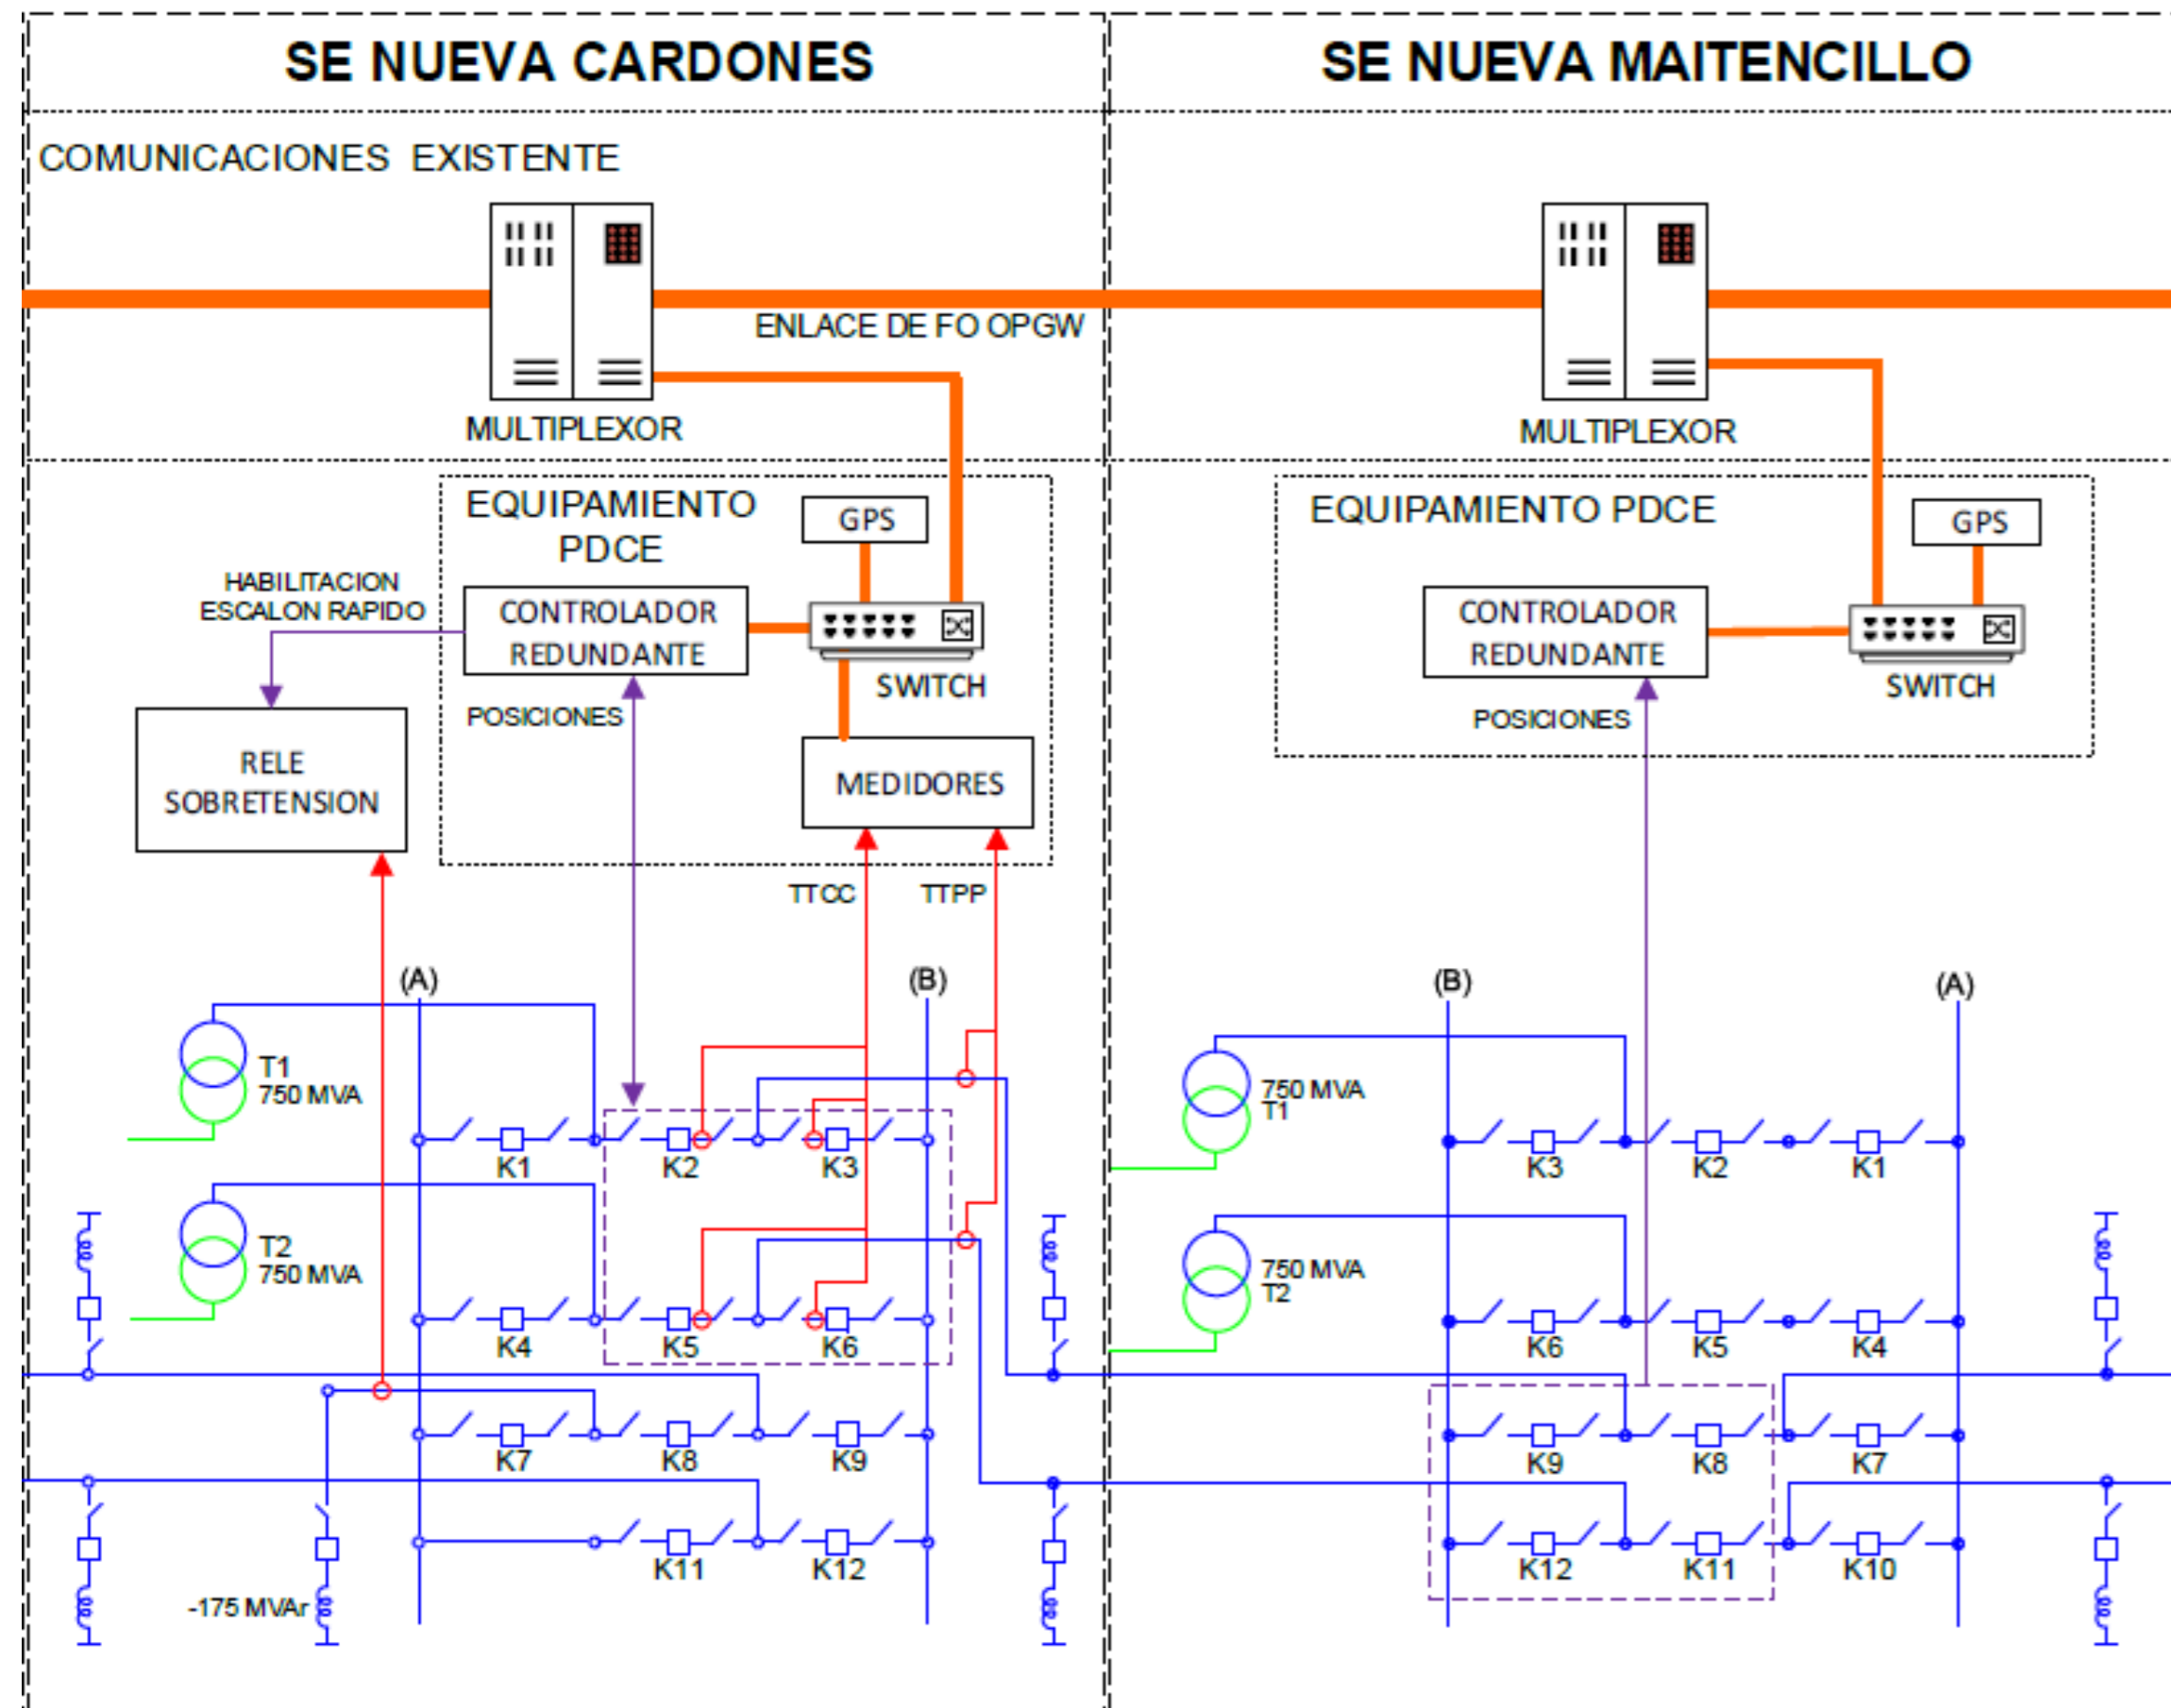 SE NUEVA CARDONES
SE NUEVA MAITENCILLO
COMUNICACIONES EXISTENTE
ENLACE DE FO OPGW
MULTIPLEXOR
MULTIPLEXOR
EQUIPAMIENTO
PDCE
GPS
HABILITACION
ESCALON RAPIDO
CONTROLADOR
REDUNDANTE
SWITCH
POSICIONES
RELE
SOBRETENSION
MEDIDORES
TTCC
TTPP
EQUIPAMIENTO PDCE
GPS
CONTROLADOR
REDUNDANTE
SWITCH
POSICIONES
(A)
(B)
T1
750 MVA
K1
K2
K3
T2
750 MVA
K4
K5
K6
K7
K8
K9
K11
K12
-175 MVAr
(B)
(A)
750 MVA
T1
K3
K2
K1
750 MVA
T2
K6
K5
K4
K9
K8
K7
K12
K11
K10